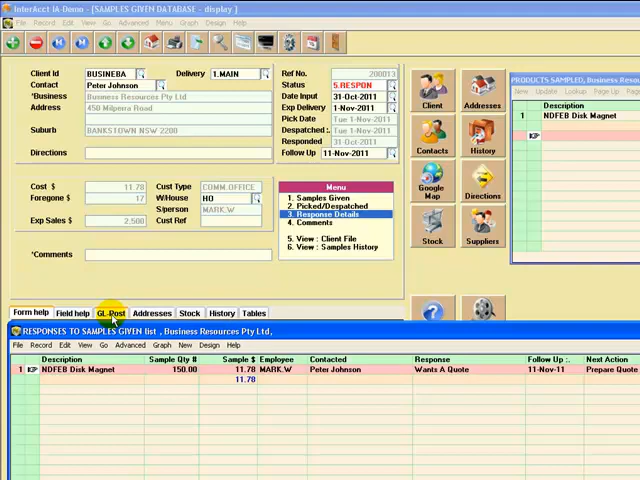 InterAcct IA-Demo - [SAMPLES GIVEN DATABASE - display ]
File Record Edit View Go Advanced Menu Graph Design Help
Client Id BUSINEBA Delivery 1.MAIN
Contact Peter Johnson
*Business Business Resources Pty Ltd
Address 450 Milperra Road
Suburb BANKSTOWN NSW 2200
Directions
Ref No. 200013
Status 5.RESPON
Date Input 31-Oct-2011
Exp Delivery 1-Nov-2011
Pick Date Tue 1-Nov-2011
Despatched :. Tue 1-Nov-2011
Responded 31-Oct-2011
Follow Up 11-Nov-2011
Cost $ 11.78 Cust Type COMM.OFFICE
Foregone $ 17 W/House HO
S/person MARK.W
Exp Sales $ 2,500 Cust Ref
*Comments
Menu
1. Samples Given
2. Picked/Despatched
3. Response Details
4. Comments
5. View : Client File
6. View : Samples History
Client Addresses
Contacts History
Google Map Directions
Stock Suppliers
PRODUCTS SAMPLED, Business Resou
New Update Lookup Page Up Page
Description
1 NDFEB Disk Magnet
Form help Field help GL-Post Addresses Stock History Tables
RESPONSES TO SAMPLES GIVEN list , Business Resources Pty Ltd,
File Record Edit View Go Advanced Graph New Design Help
Description Sample Qty # Sample $ Employee Contacted Response Follow Up :. Next Action
1 NDFEB Disk Magnet 150.00 11.78 MARK.W Peter Johnson Wants A Quote 11-Nov-11 Prepare Quote
11.78